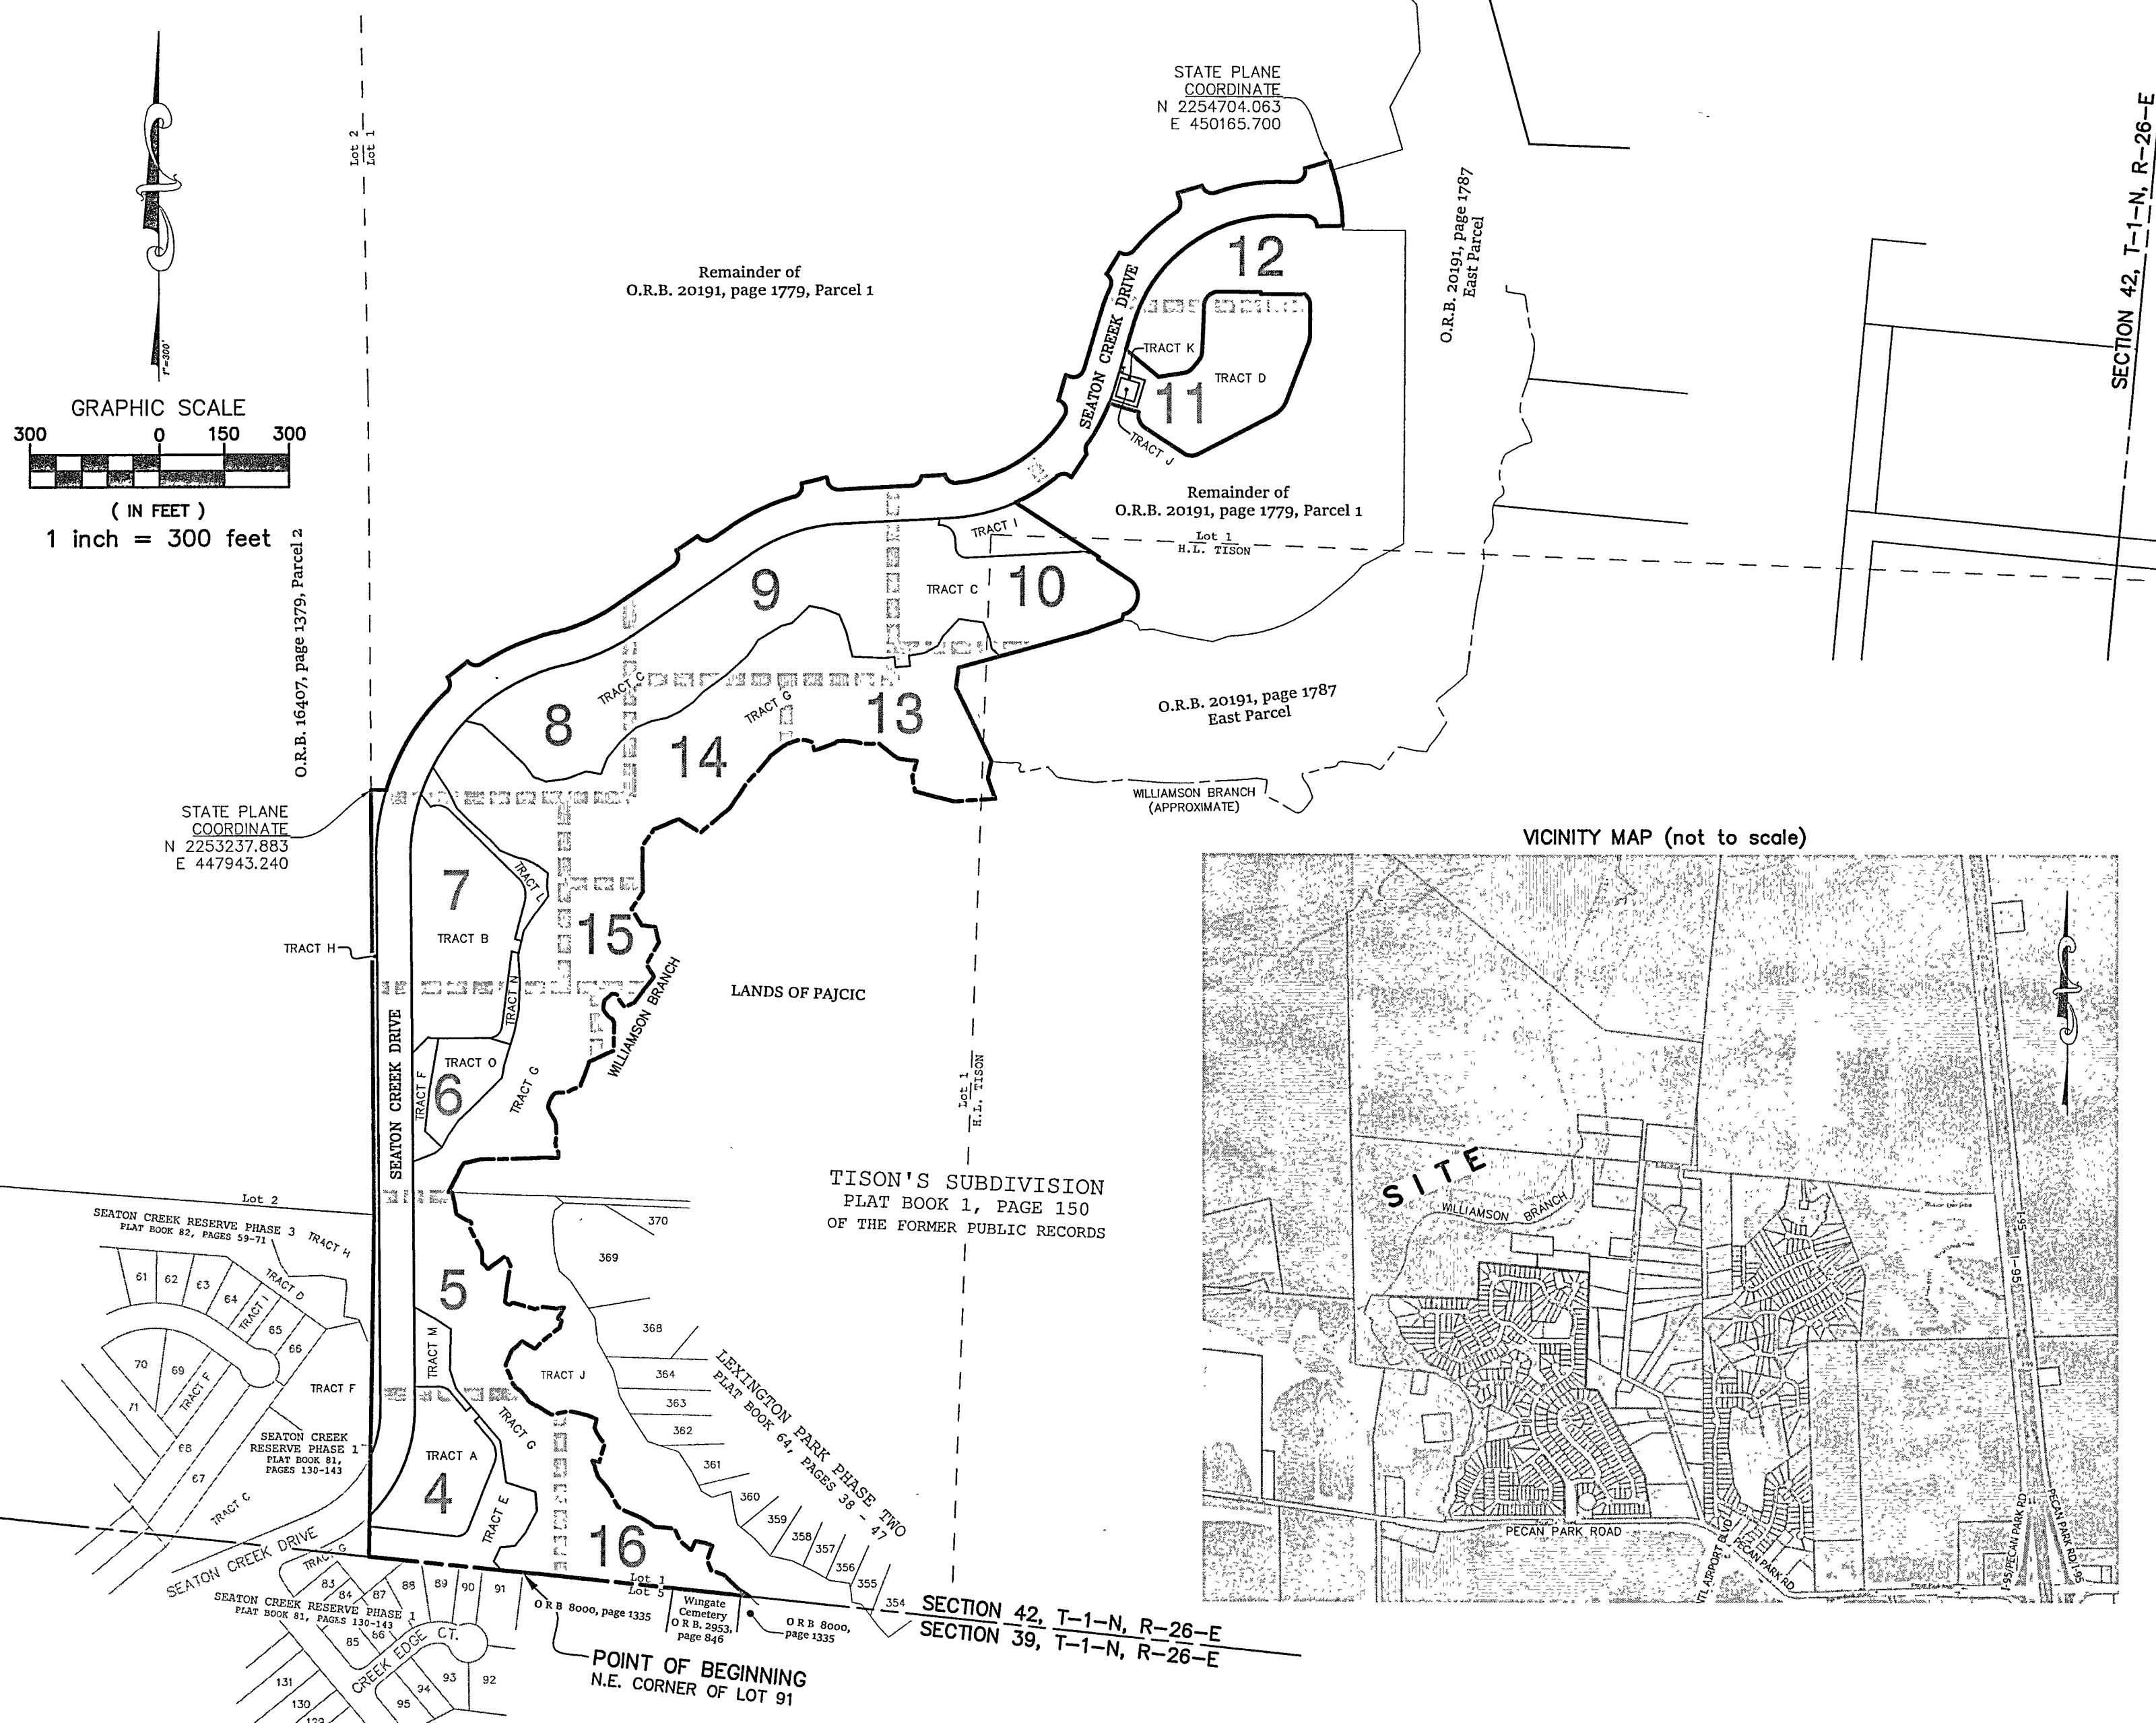 STATE PLANE
COORDINATE
N 2254704.063
E 450165.700
Lot 2
Lot 1
1"=300'
GRAPHIC SCALE
300 0 150 300
( IN FEET )
1 inch = 300 feet
O.R.B. 16407, page 1379, Parcel 2
Remainder of
O.R.B. 20191, page 1779, Parcel 1
O.R.B. 20191, page 1787
East Parcel
SECTION 42, T-1-N, R-26-E
12
SEATON CREEK DRIVE
TRACT K
TRACT D
11
TRACT J
Remainder of
O.R.B. 20191, page 1779, Parcel 1
Lot 1
H.L. TISON
TRACT I
9
TRACT C
10
TRACT C
TRACT G
8
14
13
O.R.B. 20191, page 1787
East Parcel
WILLIAMSON BRANCH
(APPROXIMATE)
STATE PLANE
COORDINATE
N 2253237.883
E 447943.240
7
TRACT L
TRACT B
15
TRACT H
TRACT N
SEATON CREEK DRIVE
WILLIAMSON BRANCH
LANDS OF PAJCIC
TRACT O
TRACT F
6
TRACT G
Lot 1
H.L. TISON
TISON'S SUBDIVISION
PLAT BOOK 1, PAGE 150
OF THE FORMER PUBLIC RECORDS
Lot 2
SEATON CREEK RESERVE PHASE 3
PLAT BOOK 82, PAGES 59-71
TRACT H
61
62
63
64
TRACT D
TRACT I
65
66
70
69
TRACT F
71
68
67
TRACT F
SEATON CREEK
RESERVE PHASE 1
PLAT BOOK 81,
PAGES 130-143
TRACT C
SEATON CREEK DRIVE
5
TRACT M
TRACT J
TRACT G
TRACT A
4
TRACT E
16
370
369
368
364
363
362
361
360
359
358
357
356
355
354
LEXINGTON PARK PHASE TWO
PLAT BOOK 64, PAGES 38 - 47
Lot 1
Lot 5
TRACT G
83
84
87
88
89
90
91
SEATON CREEK RESERVE PHASE 1
PLAT BOOK 81, PAGES 130-143
85
86
CREEK EDGE CT.
131
130
129
95
94
93
92
O R B 8000, page 1335
Wingate
Cemetery
O R B. 2953,
page 846
O R B 8000,
page 1335
SECTION 42, T-1-N, R-26-E
SECTION 39, T-1-N, R-26-E
POINT OF BEGINNING
N.E. CORNER OF LOT 91
VICINITY MAP (not to scale)
SITE
WILLIAMSON BRANCH
I-95
I-95
PECAN PARK ROAD
PECAN PARK RD
I-95/PECAN PARK RD
PECAN PARK RD/I-95